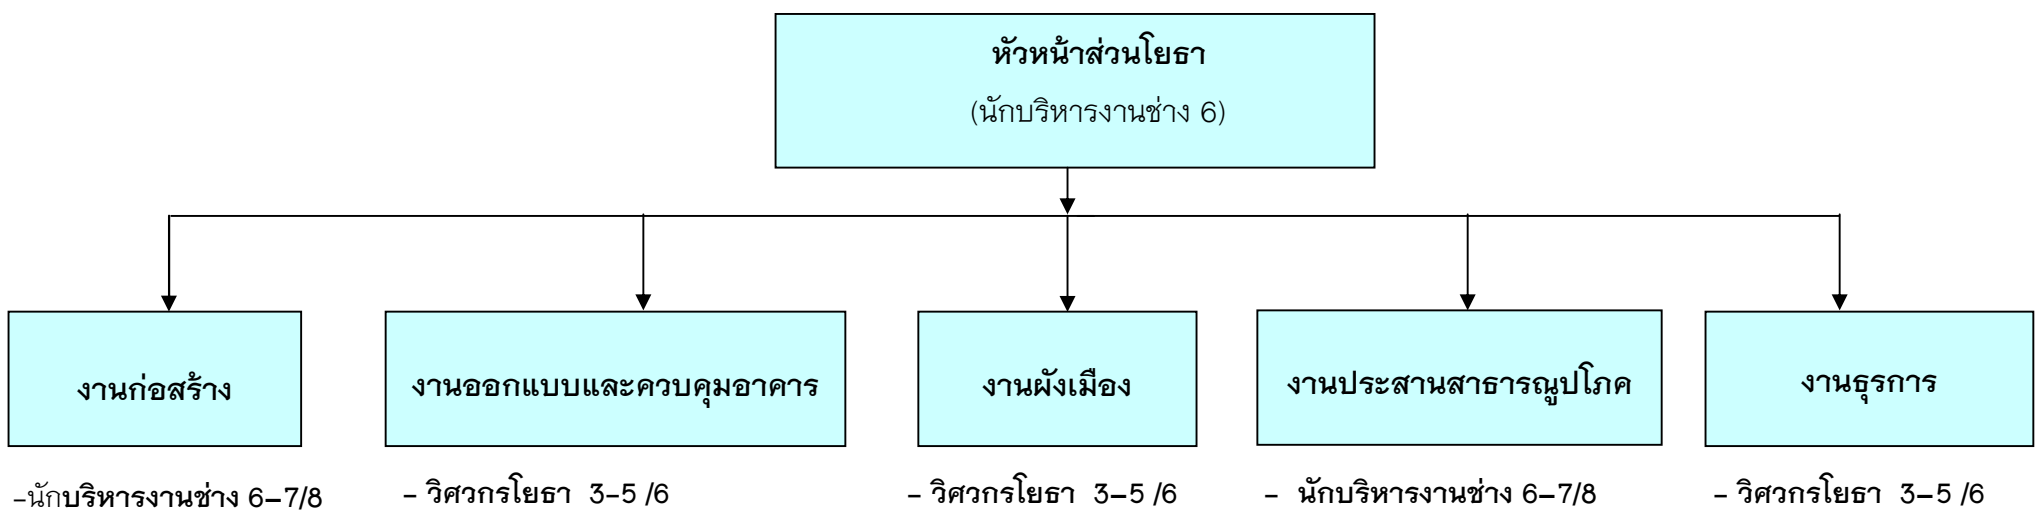 หัวหน้าส่วนโยธา
(นักบริหารงานช่าง 6)
งานก่อสร้าง
งานออกแบบและควบคุมอาคาร
งานผังเมือง
งานประสานสาธารณูปโภค
งานธุรการ
-นักบริหารงานช่าง 6–7/8
- วิศวกรโยธา 3-5 /6
- วิศวกรโยธา 3–5 /6
- นักบริหารงานช่าง 6–7/8
- วิศวกรโยธา 3–5 /6